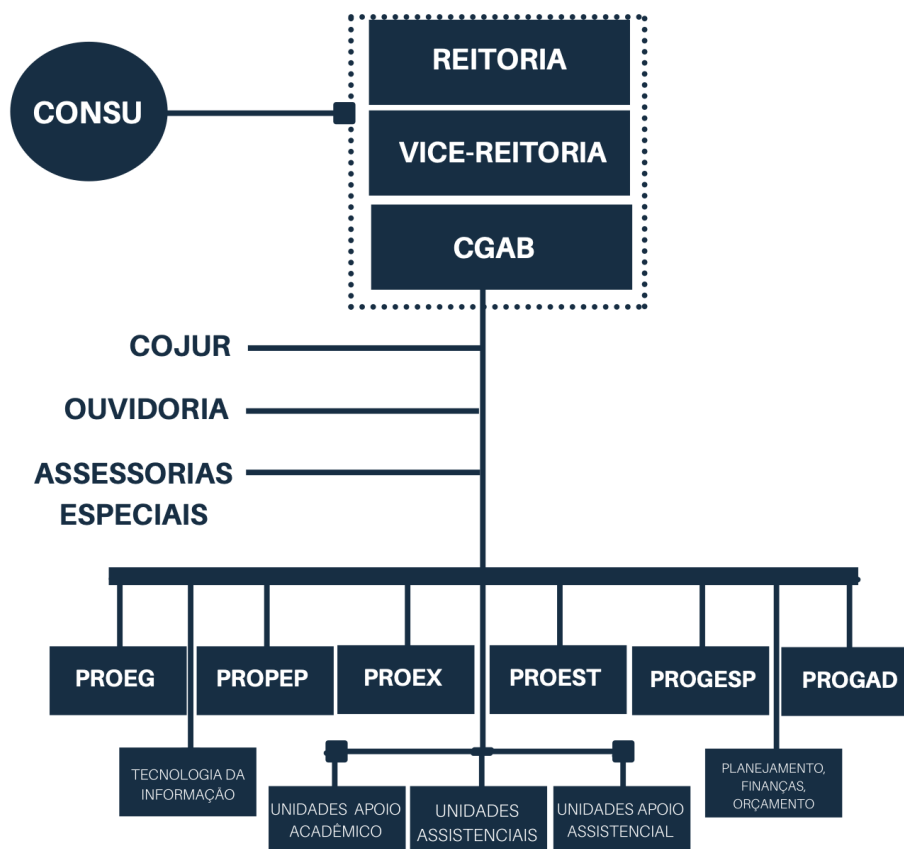 REITORIA
CONSU
VICE-REITORIA
CGAB
COJUR
OUVIDORIA
ASSESSORIAS
ESPECIAIS
PROEG
PROPEP
PROEX
PROEST
PROGESP
PROGAD
TECNOLOGIA DA
INFORMAÇÃO
UNIDADES APOIO
ACADÊMICO
UNIDADES
ASSISTENCIAIS
UNIDADES APOIO
ASSISTENCIAL
PLANEJAMENTO,
FINANÇAS,
ORÇAMENTO